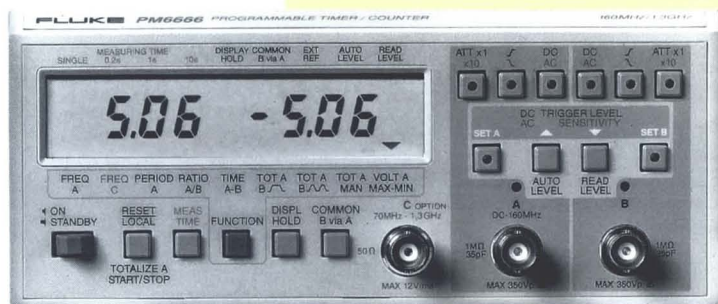 FLUKE PM6666 PROGRAMMABLE TIMER/COUNTER 160MHz/1.3GHz
MEASURING TIME
SINGLE 0.2s 1s 10s
DISPLAY HOLD
COMMON B via A
EXT REF
AUTO LEVEL
READ LEVEL
5.06 -5.06
FREQ A
FREQ C
PERIOD A
RATIO A/B
TIME A-B
TOT A B
TOT A B
TOT A MAN
VOLT A MAX-MIN
ATT x1 x10
DC AC
DC AC
ATT x1 x10
DC TRIGGER LEVEL
AC SENSITIVITY
SET A
SET B
AUTO LEVEL
READ LEVEL
ON
STANDBY
RESET
LOCAL
MEAS TIME
FUNCTION
DISPL HOLD
COMMON B via A
TOTALIZE A
START/STOP
C OPTION
70MHz - 1,3GHz
50Ω
MAX 12V
A
DC-160MHz
1MΩ
35pF
MAX 350Vp
B
1MΩ
MAX 350Vp